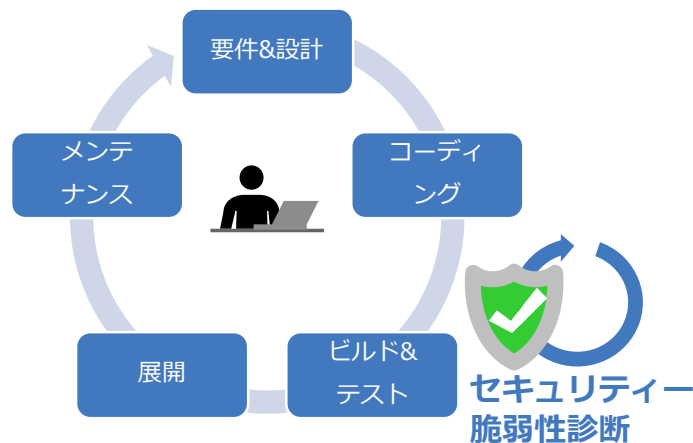 要件&設計
コーディ
ング
ビルド&
テスト
セキュリティー
脆弱性診断
展開
メンテ
ナンス